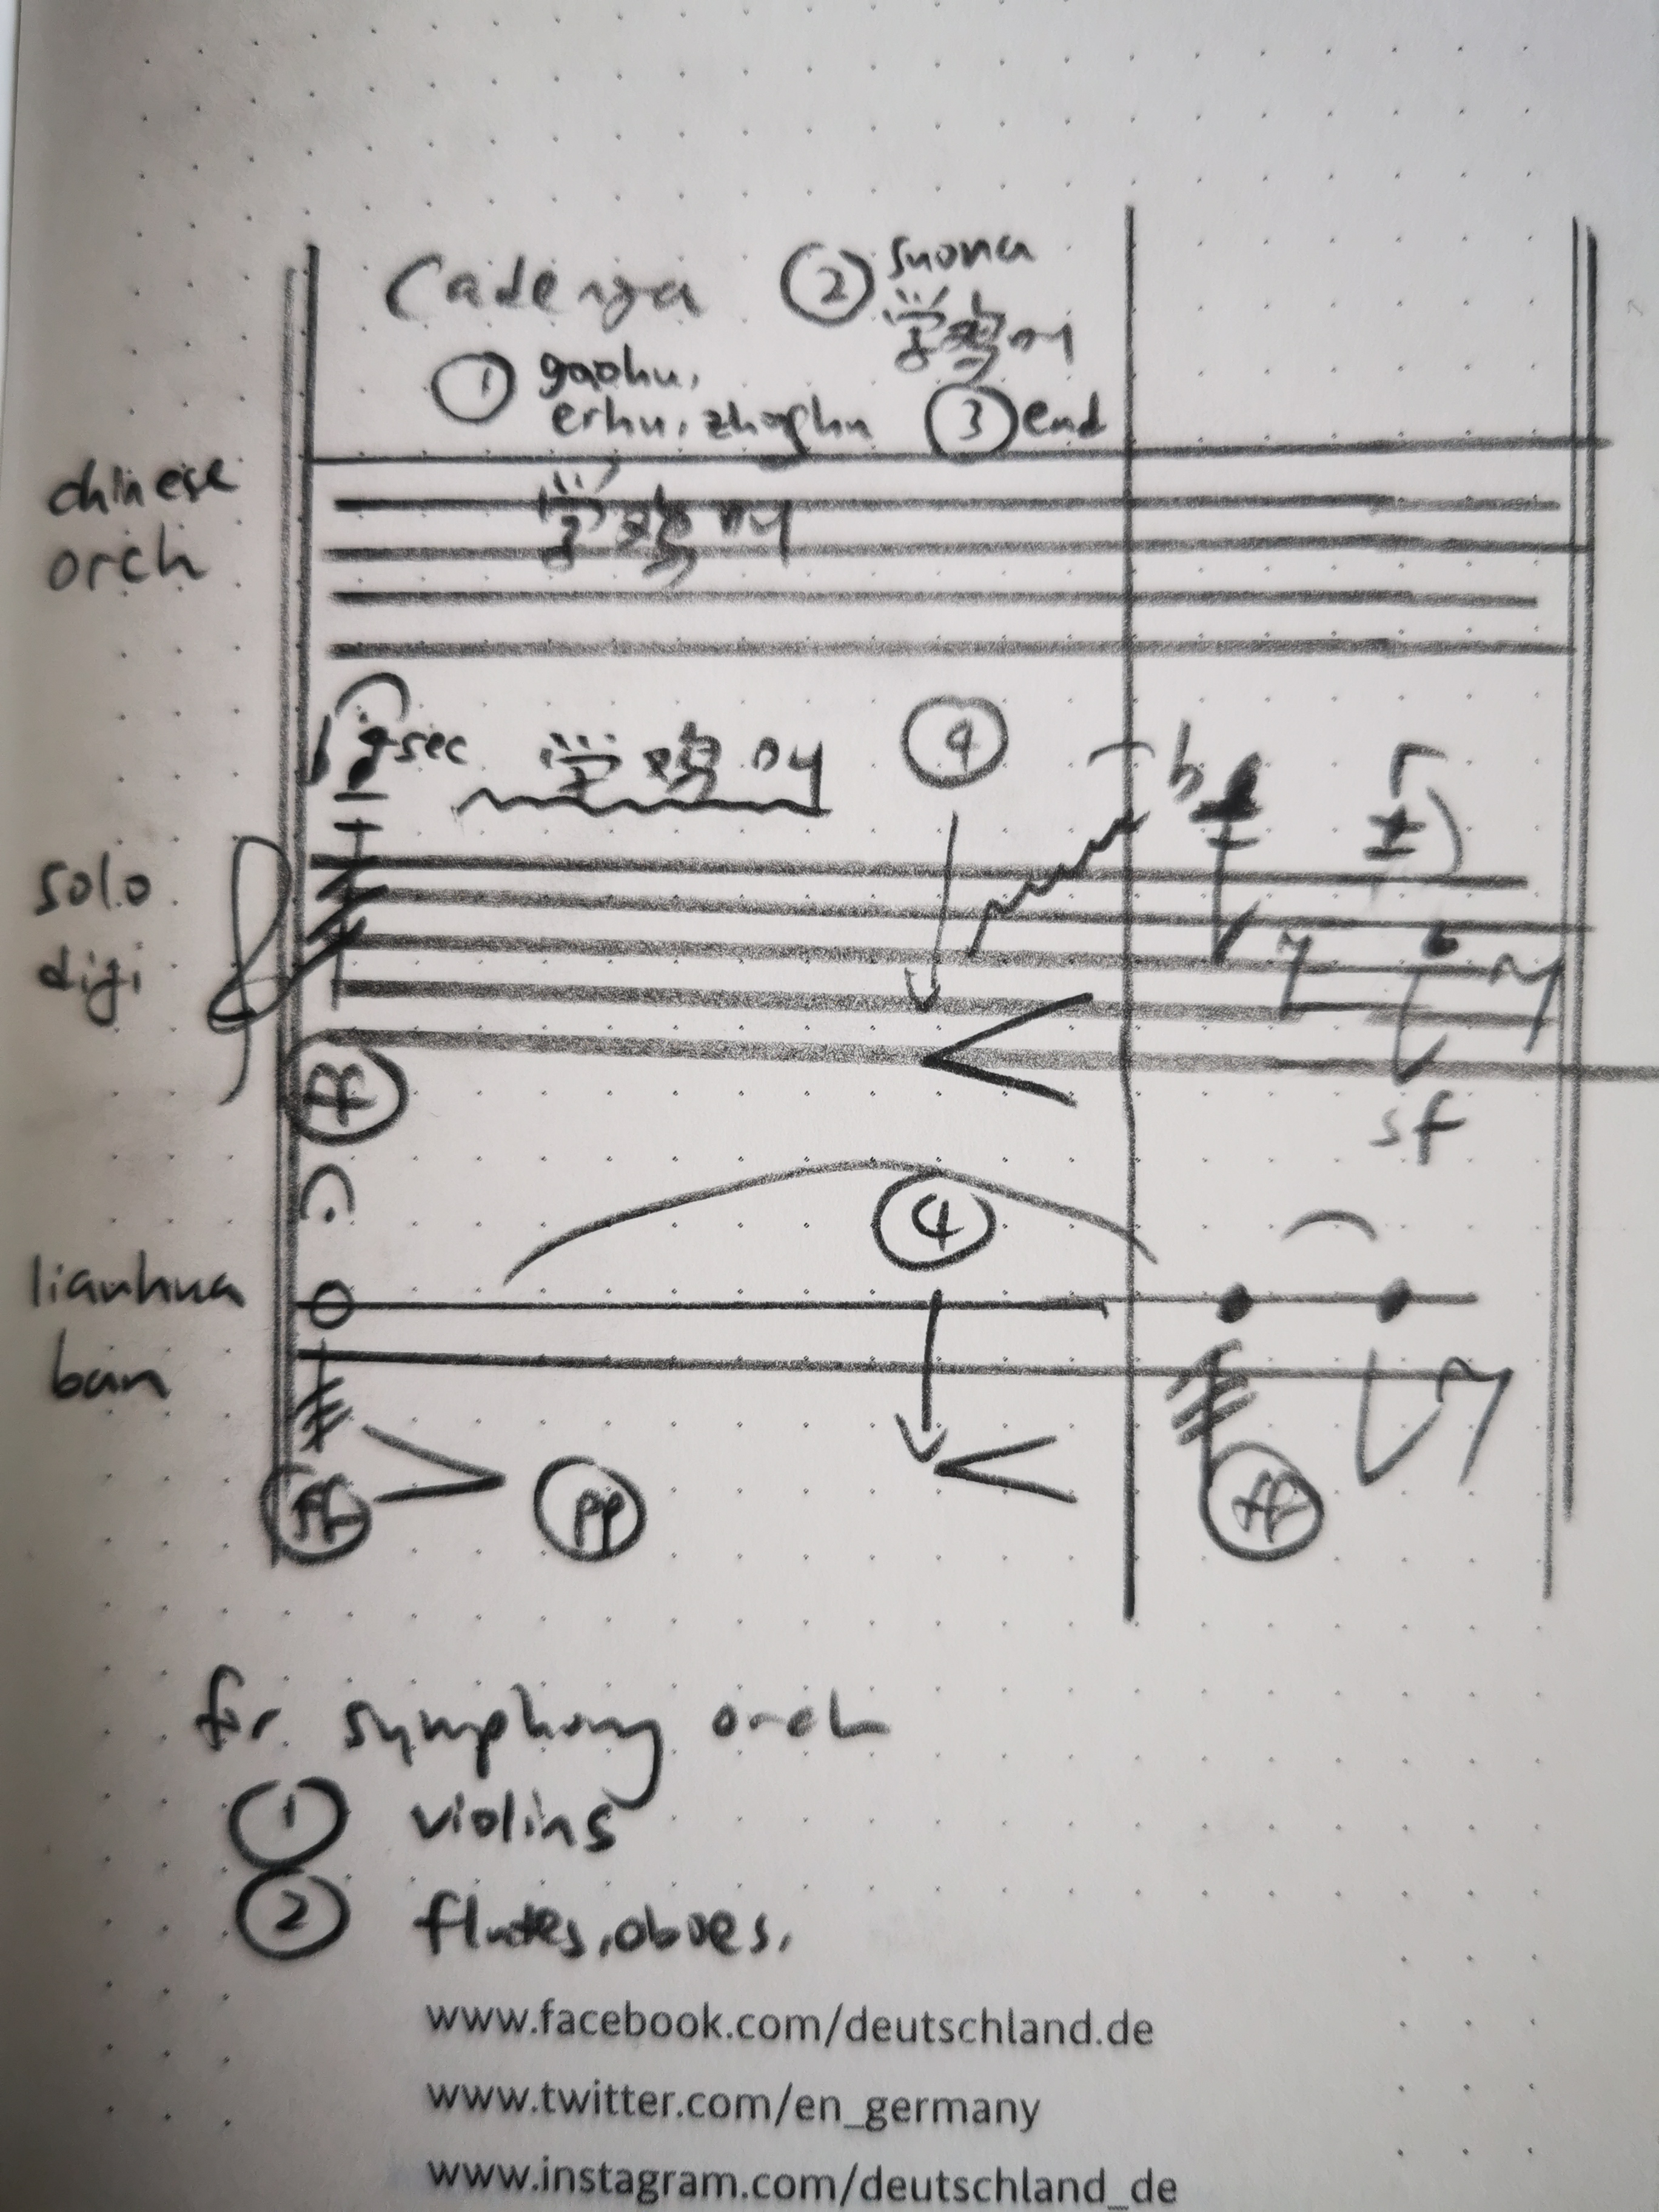 Cadenza ② suona
学鸡叫
① gaohu,
erhu, zhonghu ③ end
chinese
orch
学鸡叫
sec 学鸡叫 ④
solo
dizi
ff
sf
④
lianhua
ban
ff pp ff
for symphony orch
① violins
② flutes, oboes,
www.facebook.com/deutschland.de
www.twitter.com/en_germany
www.instagram.com/deutschland_de